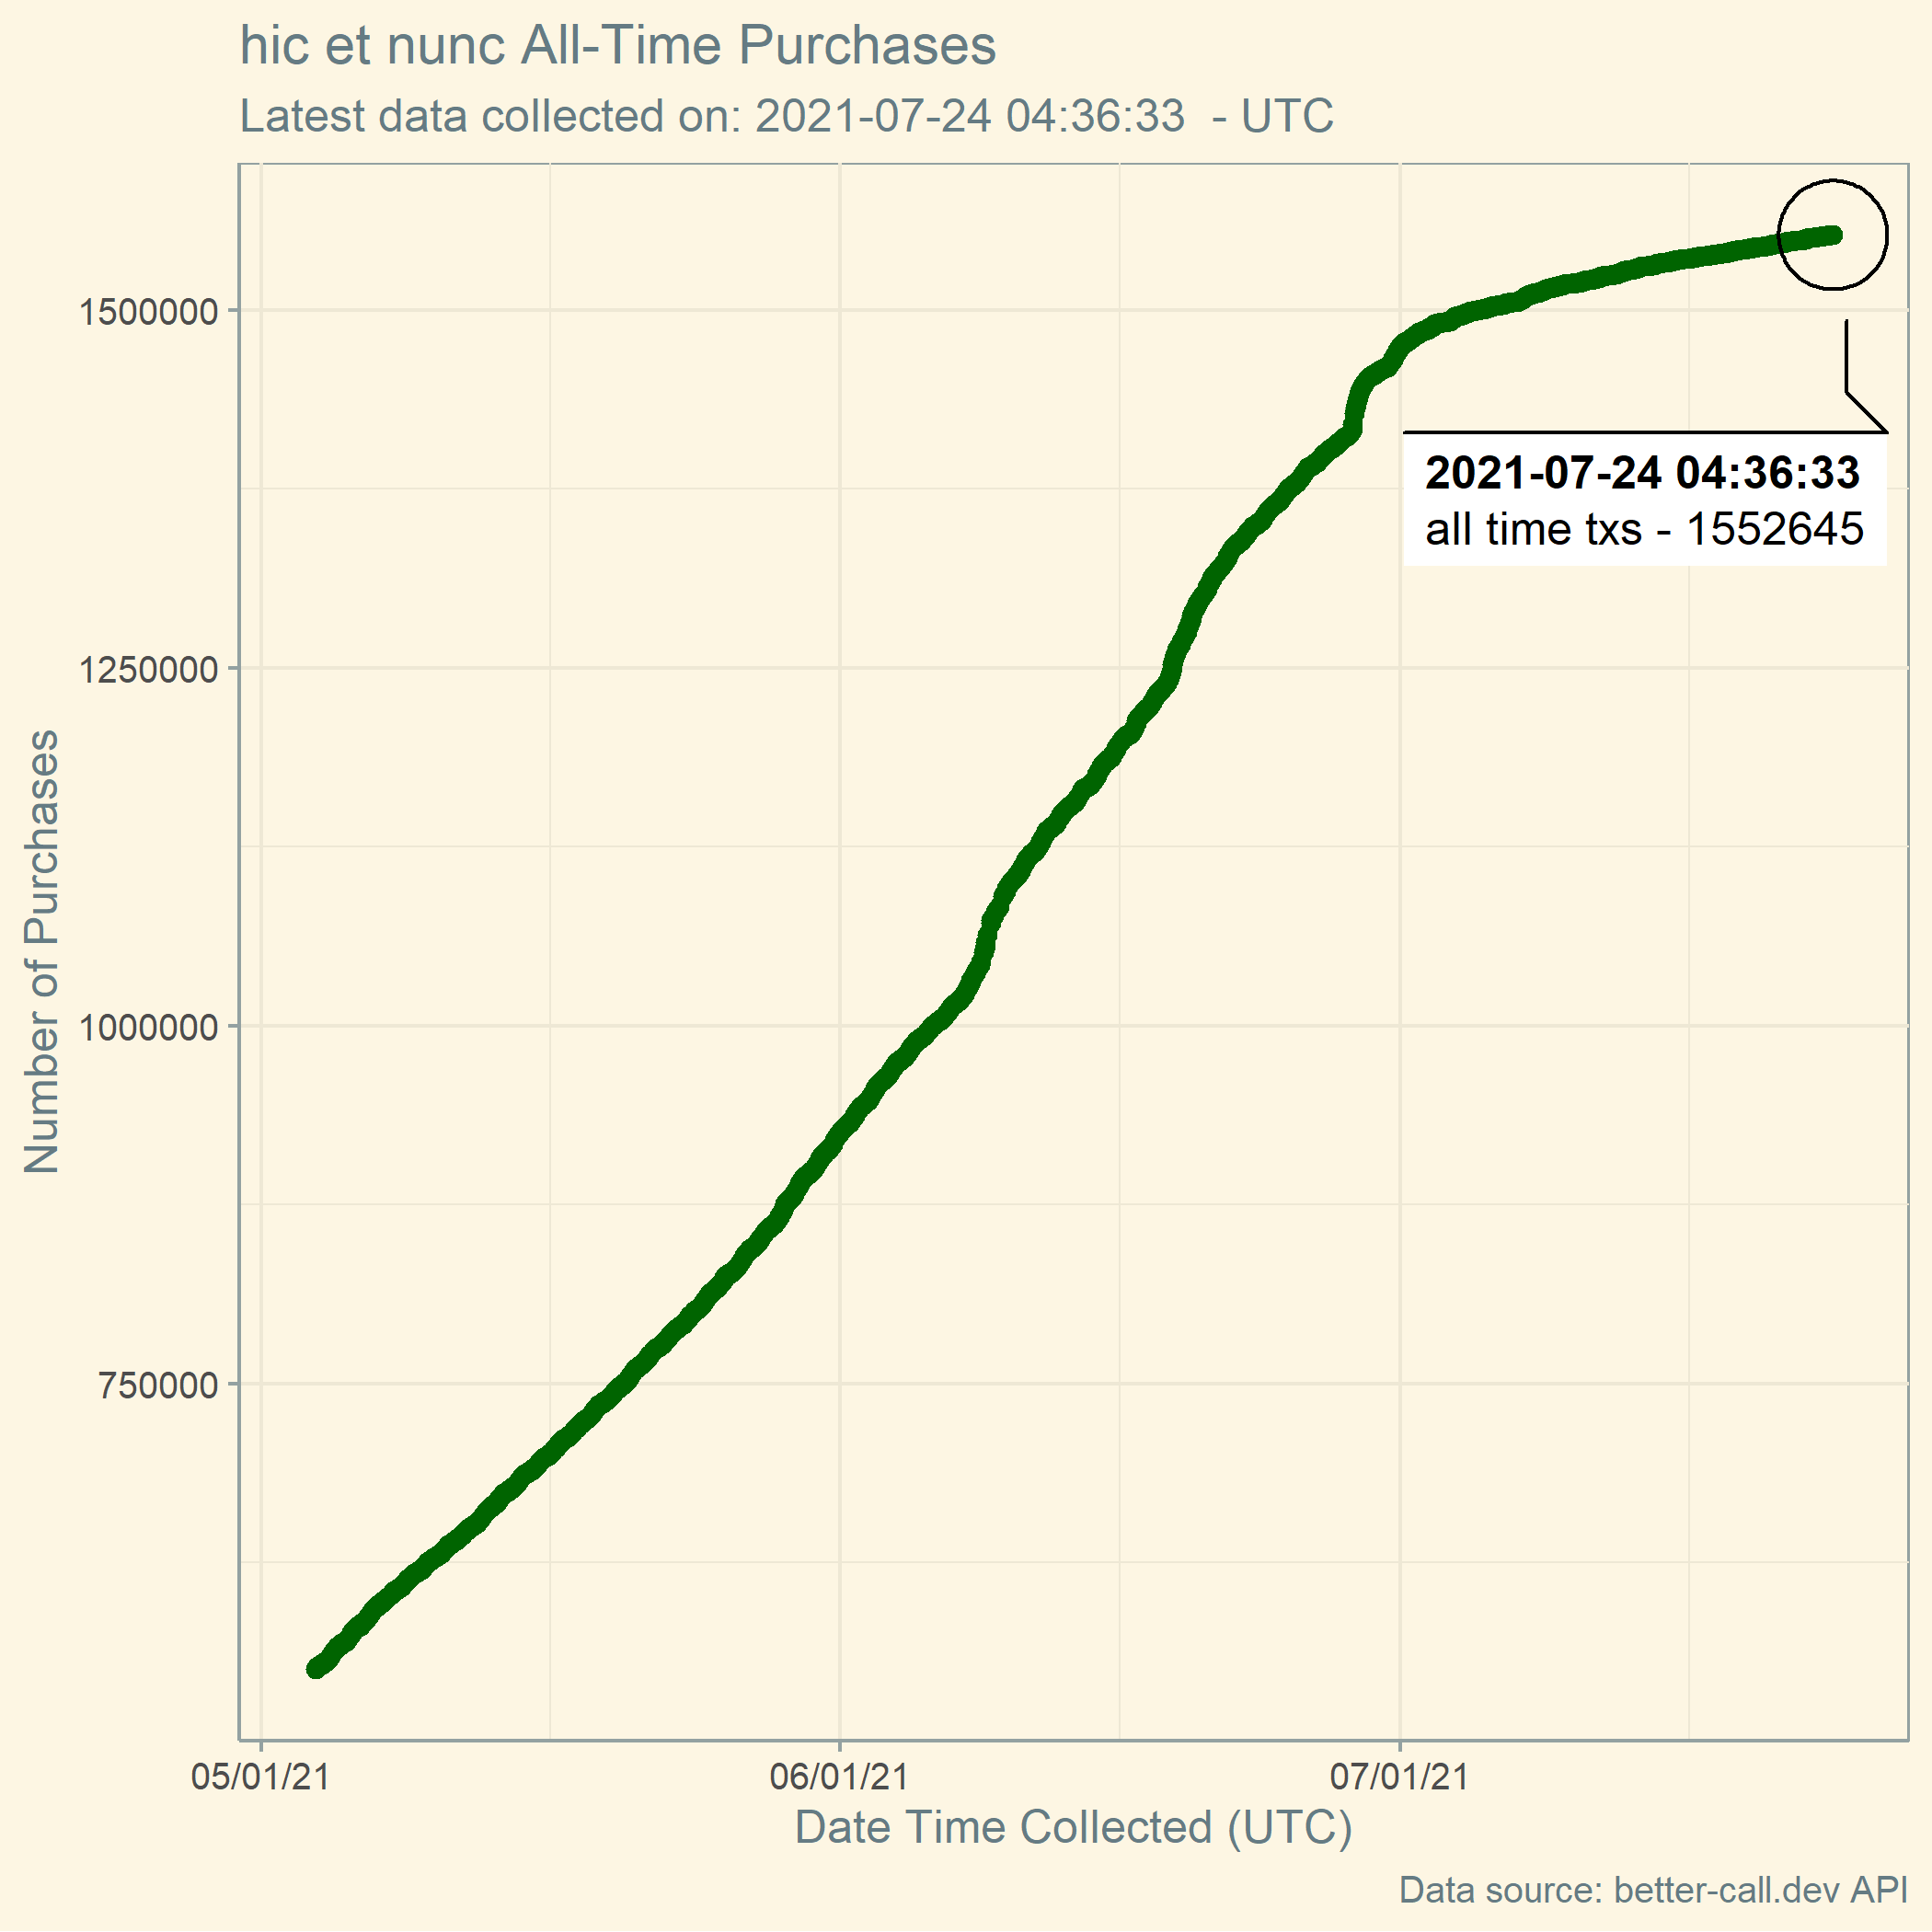 hic et nunc All-Time Purchases
Latest data collected on: 2021-07-24 04:36:33  - UTC
Number of Purchases
1500000
1250000
1000000
750000
2021-07-24 04:36:33
all time txs - 1552645
05/01/21
06/01/21
07/01/21
Date Time Collected (UTC)
Data source: better-call.dev API